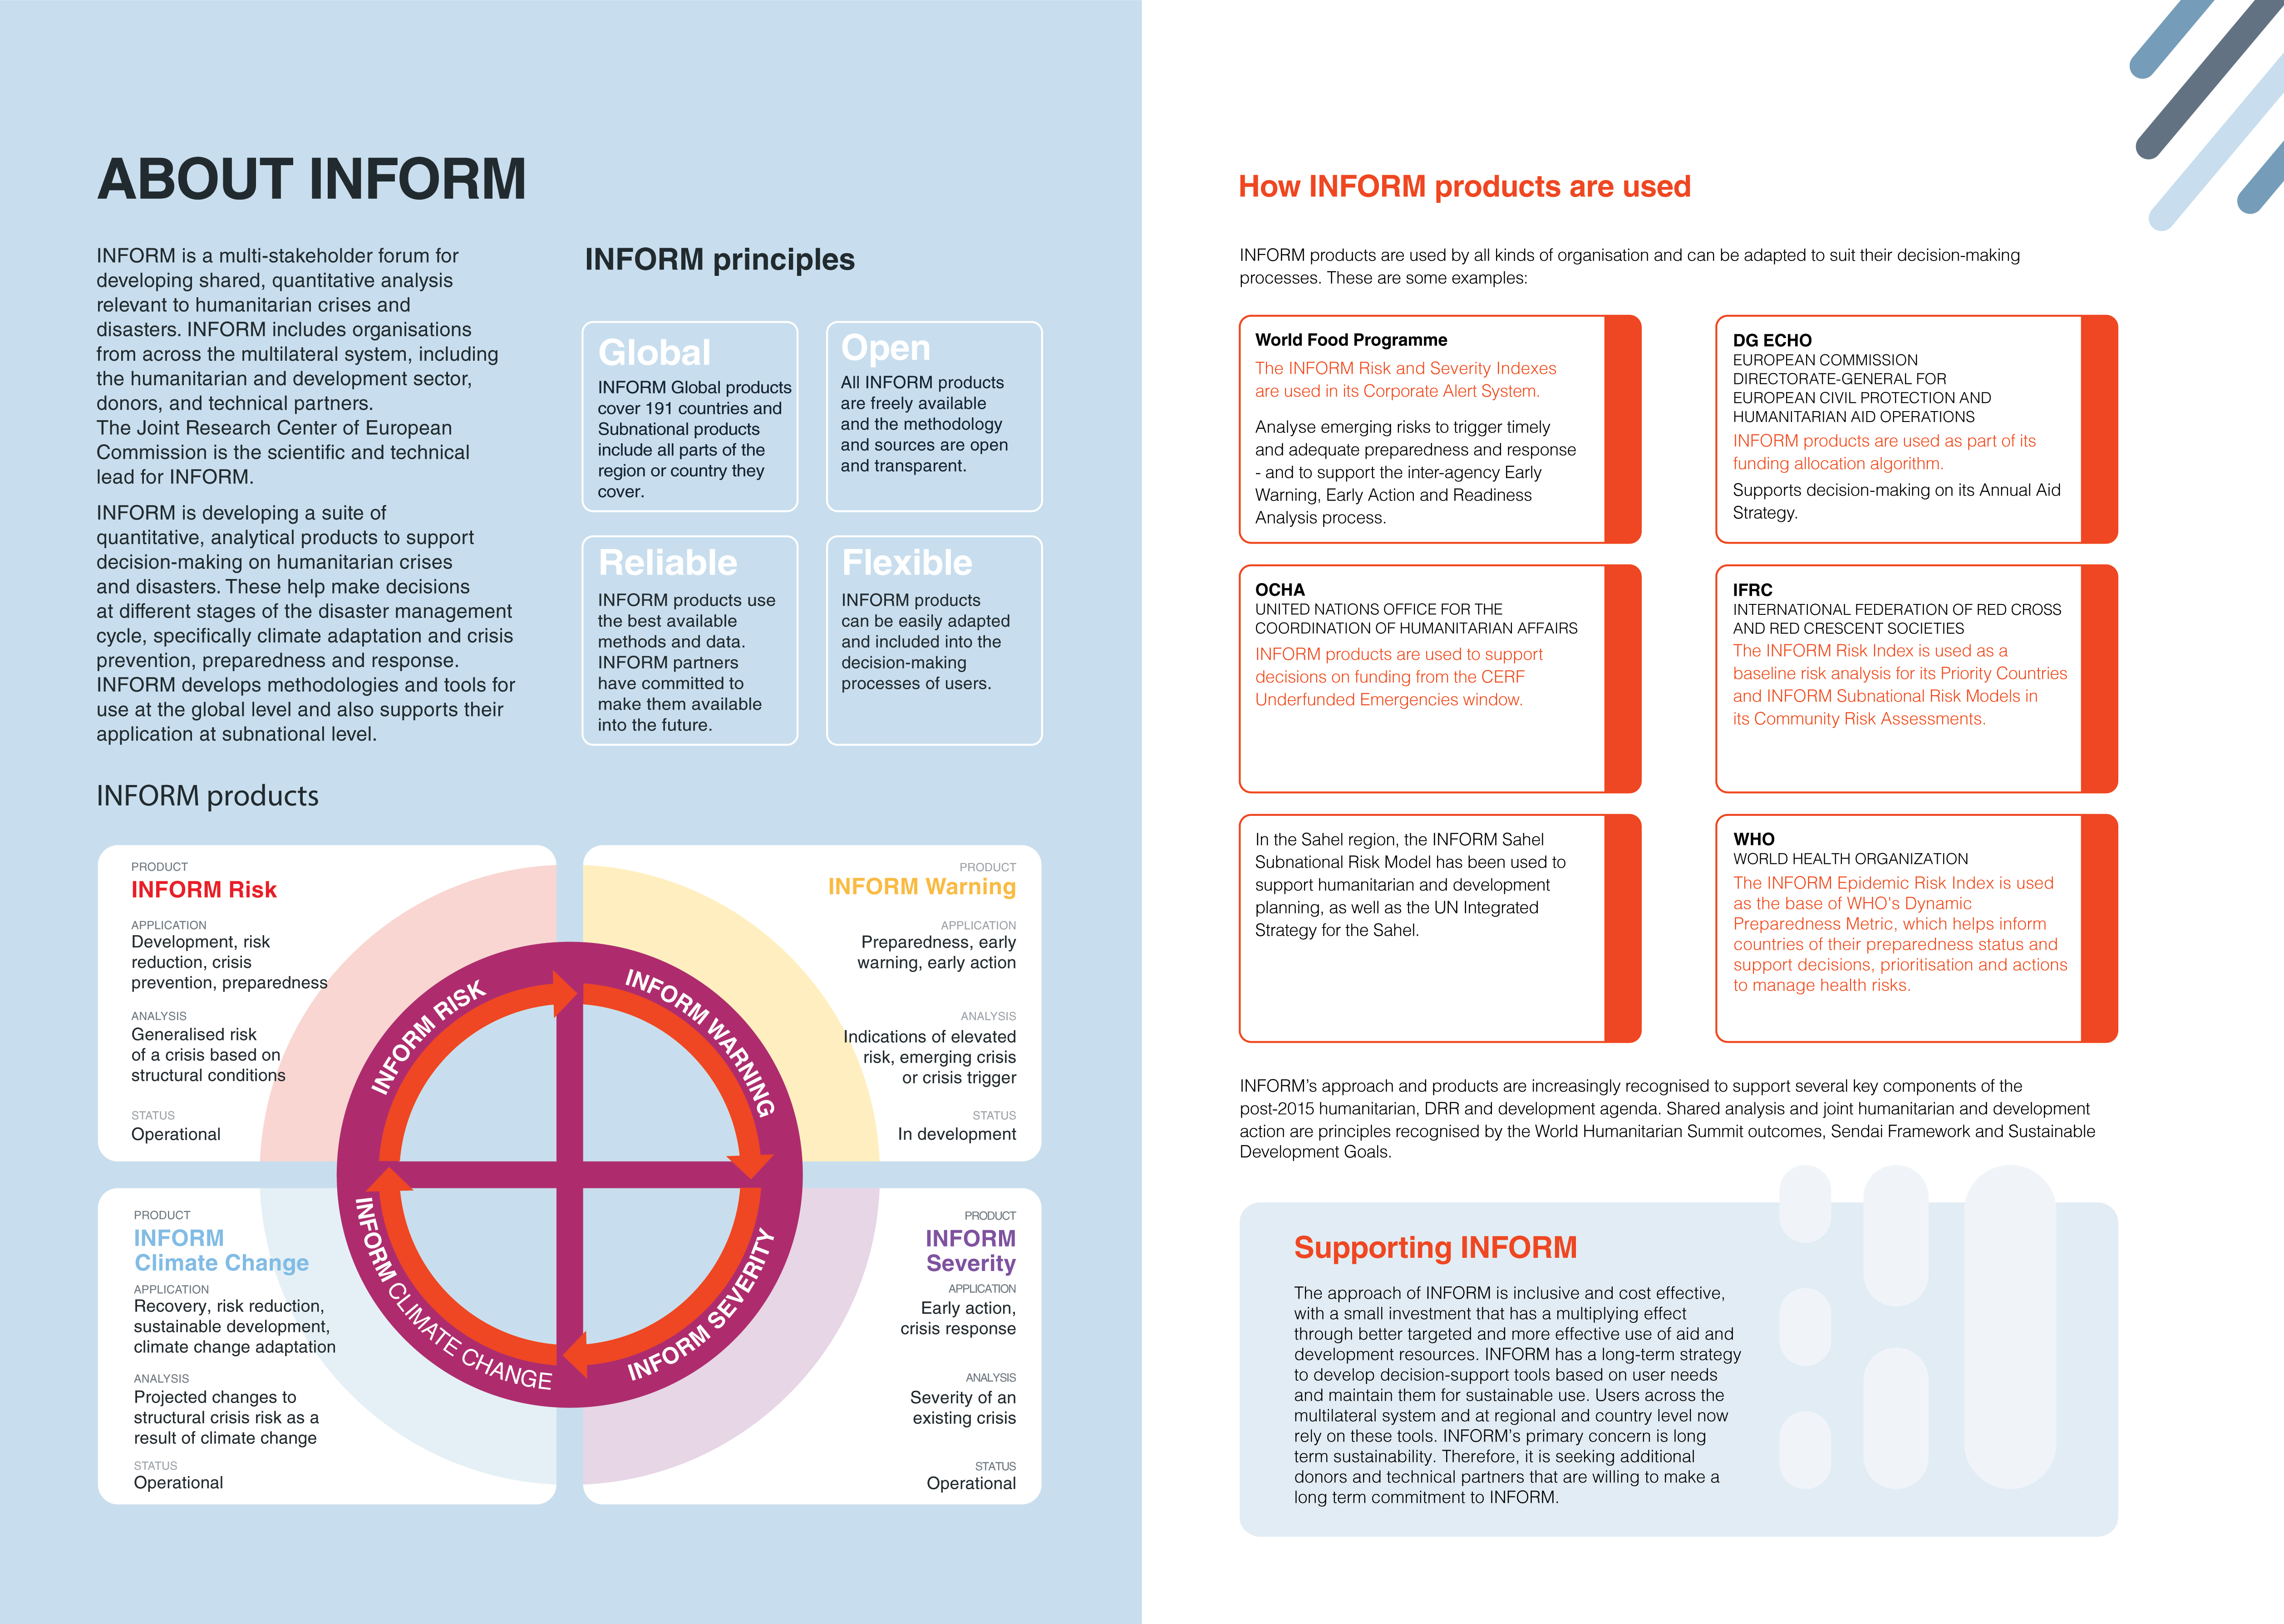 ABOUT INFORM
INFORM is a multi-stakeholder forum for
developing shared, quantitative analysis
relevant to humanitarian crises and
disasters. INFORM includes organisations
from across the multilateral system, including
the humanitarian and development sector,
donors, and technical partners.
The Joint Research Center of European
Commission is the scientific and technical
lead for INFORM.
INFORM is developing a suite of
quantitative, analytical products to support
decision-making on humanitarian crises
and disasters. These help make decisions
at different stages of the disaster management
cycle, specifically climate adaptation and crisis
prevention, preparedness and response.
INFORM develops methodologies and tools for
use at the global level and also supports their
application at subnational level.
INFORM principles
Global
INFORM Global products
cover 191 countries and
Subnational products
include all parts of the
region or country they
cover.
Open
All INFORM products
are freely available
and the methodology
and sources are open
and transparent.
Reliable
INFORM products use
the best available
methods and data.
INFORM partners
have committed to
make them available
into the future.
Flexible
INFORM products
can be easily adapted
and included into the
decision-making
processes of users.
INFORM products
PRODUCT
INFORM Risk
APPLICATION
Development, risk
reduction, crisis
prevention, preparedness
ANALYSIS
Generalised risk
of a crisis based on
structural conditions
STATUS
Operational
PRODUCT
INFORM Warning
APPLICATION
Preparedness, early
warning, early action
ANALYSIS
Indications of elevated
risk, emerging crisis
or crisis trigger
STATUS
In development
INFORM RISK
INFORM WARNING
INFORM CLIMATE CHANGE
INFORM SEVERITY
PRODUCT
INFORM
Climate Change
APPLICATION
Recovery, risk reduction,
sustainable development,
climate change adaptation
ANALYSIS
Projected changes to
structural crisis risk as a
result of climate change
STATUS
Operational
PRODUCT
INFORM
Severity
APPLICATION
Early action,
crisis response
ANALYSIS
Severity of an
existing crisis
STATUS
Operational
How INFORM products are used
INFORM products are used by all kinds of organisation and can be adapted to suit their decision-making
processes. These are some examples:
World Food Programme
The INFORM Risk and Severity Indexes
are used in its Corporate Alert System.
Analyse emerging risks to trigger timely
and adequate preparedness and response
- and to support the inter-agency Early
Warning, Early Action and Readiness
Analysis process.
DG ECHO
EUROPEAN COMMISSION
DIRECTORATE-GENERAL FOR
EUROPEAN CIVIL PROTECTION AND
HUMANITARIAN AID OPERATIONS
INFORM products are used as part of its
funding allocation algorithm.
Supports decision-making on its Annual Aid
Strategy.
OCHA
UNITED NATIONS OFFICE FOR THE
COORDINATION OF HUMANITARIAN AFFAIRS
INFORM products are used to support
decisions on funding from the CERF
Underfunded Emergencies window.
IFRC
INTERNATIONAL FEDERATION OF RED CROSS
AND RED CRESCENT SOCIETIES
The INFORM Risk Index is used as a
baseline risk analysis for its Priority Countries
and INFORM Subnational Risk Models in
its Community Risk Assessments.
In the Sahel region, the INFORM Sahel
Subnational Risk Model has been used to
support humanitarian and development
planning, as well as the UN Integrated
Strategy for the Sahel.
WHO
WORLD HEALTH ORGANIZATION
The INFORM Epidemic Risk Index is used
as the base of WHO's Dynamic
Preparedness Metric, which helps inform
countries of their preparedness status and
support decisions, prioritisation and actions
to manage health risks.
INFORM's approach and products are increasingly recognised to support several key components of the
post-2015 humanitarian, DRR and development agenda. Shared analysis and joint humanitarian and development
action are principles recognised by the World Humanitarian Summit outcomes, Sendai Framework and Sustainable
Development Goals.
Supporting INFORM
The approach of INFORM is inclusive and cost effective,
with a small investment that has a multiplying effect
through better targeted and more effective use of aid and
development resources. INFORM has a long-term strategy
to develop decision-support tools based on user needs
and maintain them for sustainable use. Users across the
multilateral system and at regional and country level now
rely on these tools. INFORM's primary concern is long
term sustainability. Therefore, it is seeking additional
donors and technical partners that are willing to make a
long term commitment to INFORM.